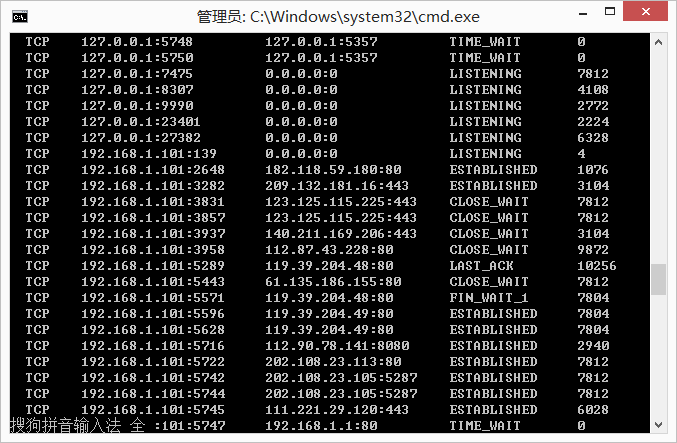 管理员: C:\Windows\system32\cmd.exe
TCP 127.0.0.1:5748 127.0.0.1:5357 TIME_WAIT 0
TCP 127.0.0.1:5750 127.0.0.1:5357 TIME_WAIT 0
TCP 127.0.0.1:7475 0.0.0.0:0 LISTENING 7812
TCP 127.0.0.1:8307 0.0.0.0:0 LISTENING 4108
TCP 127.0.0.1:9990 0.0.0.0:0 LISTENING 2772
TCP 127.0.0.1:23401 0.0.0.0:0 LISTENING 2224
TCP 127.0.0.1:27382 0.0.0.0:0 LISTENING 6328
TCP 192.168.1.101:139 0.0.0.0:0 LISTENING 4
TCP 192.168.1.101:2648 182.118.59.180:80 ESTABLISHED 1076
TCP 192.168.1.101:3282 209.132.181.16:443 ESTABLISHED 3104
TCP 192.168.1.101:3831 123.125.115.225:443 CLOSE_WAIT 7812
TCP 192.168.1.101:3857 123.125.115.225:443 CLOSE_WAIT 7812
TCP 192.168.1.101:3937 140.211.169.206:443 CLOSE_WAIT 3104
TCP 192.168.1.101:3958 112.87.43.228:80 CLOSE_WAIT 9872
TCP 192.168.1.101:5289 119.39.204.48:80 LAST_ACK 10256
TCP 192.168.1.101:5443 61.135.186.155:80 CLOSE_WAIT 7812
TCP 192.168.1.101:5571 119.39.204.48:80 FIN_WAIT_1 7804
TCP 192.168.1.101:5596 119.39.204.49:80 ESTABLISHED 7804
TCP 192.168.1.101:5628 119.39.204.49:80 ESTABLISHED 7804
TCP 192.168.1.101:5716 112.90.78.141:8080 ESTABLISHED 2940
TCP 192.168.1.101:5722 202.108.23.113:80 ESTABLISHED 7812
TCP 192.168.1.101:5742 202.108.23.105:5287 ESTABLISHED 7812
TCP 192.168.1.101:5744 202.108.23.105:5287 ESTABLISHED 7812
TCP 192.168.1.101:5745 111.221.29.120:443 ESTABLISHED 6028
搜狗拼音输入法 全 :101:5747 192.168.1.1:80 TIME_WAIT 0